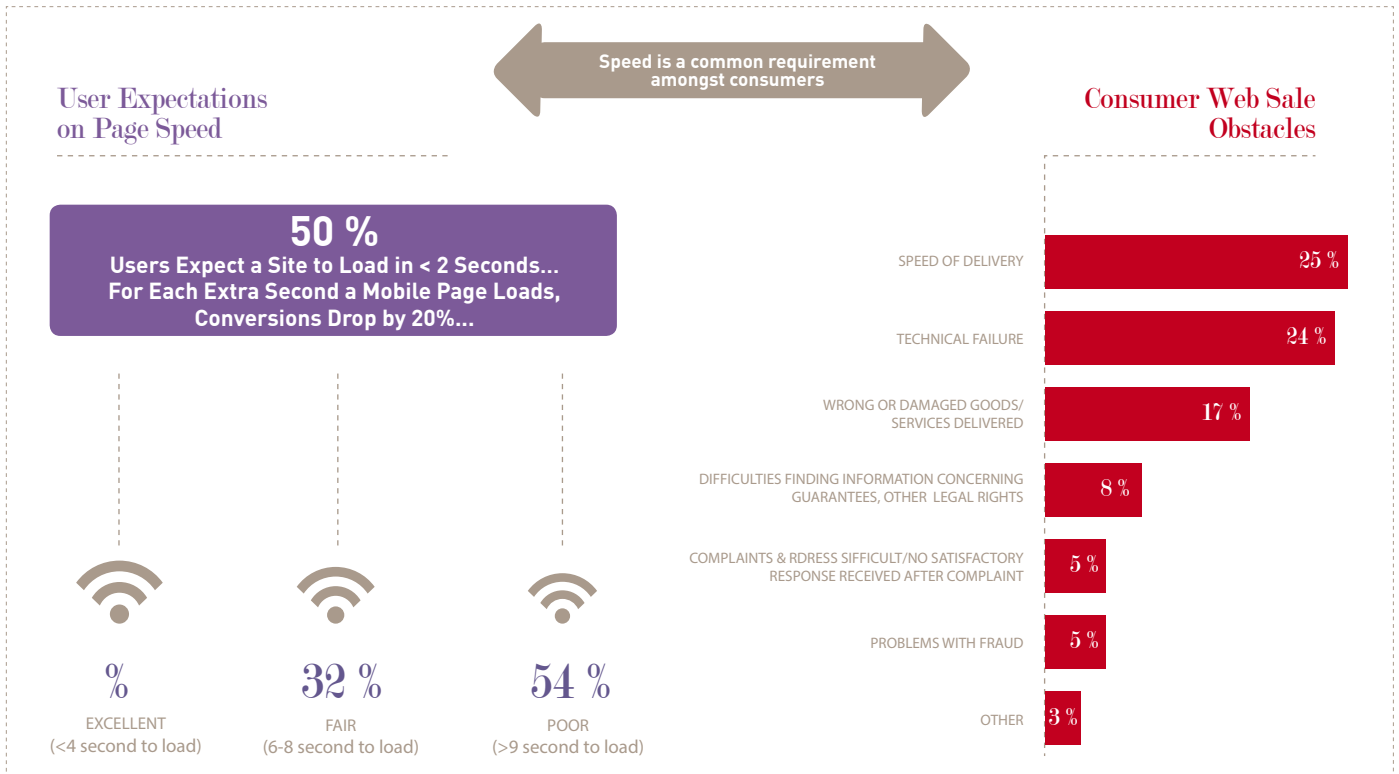 Speed is a common requirement
amongst consumers
User Expectations
on Page Speed
50 %
Users Expect a Site to Load in < 2 Seconds...
For Each Extra Second a Mobile Page Loads,
Conversions Drop by 20%...
%
EXCELLENT
(<4 second to load)
32 %
FAIR
(6-8 second to load)
54 %
POOR
(>9 second to load)
Consumer Web Sale
Obstacles
SPEED OF DELIVERY
25 %
TECHNICAL FAILURE
24 %
WRONG OR DAMAGED GOODS/
SERVICES DELIVERED
17 %
DIFFICULTIES FINDING INFORMATION CONCERNING
GUARANTEES, OTHER LEGAL RIGHTS
8 %
COMPLAINTS & RDRESS SIFFICULT/NO SATISFACTORY
RESPONSE RECEIVED AFTER COMPLAINT
5 %
PROBLEMS WITH FRAUD
5 %
OTHER
3 %